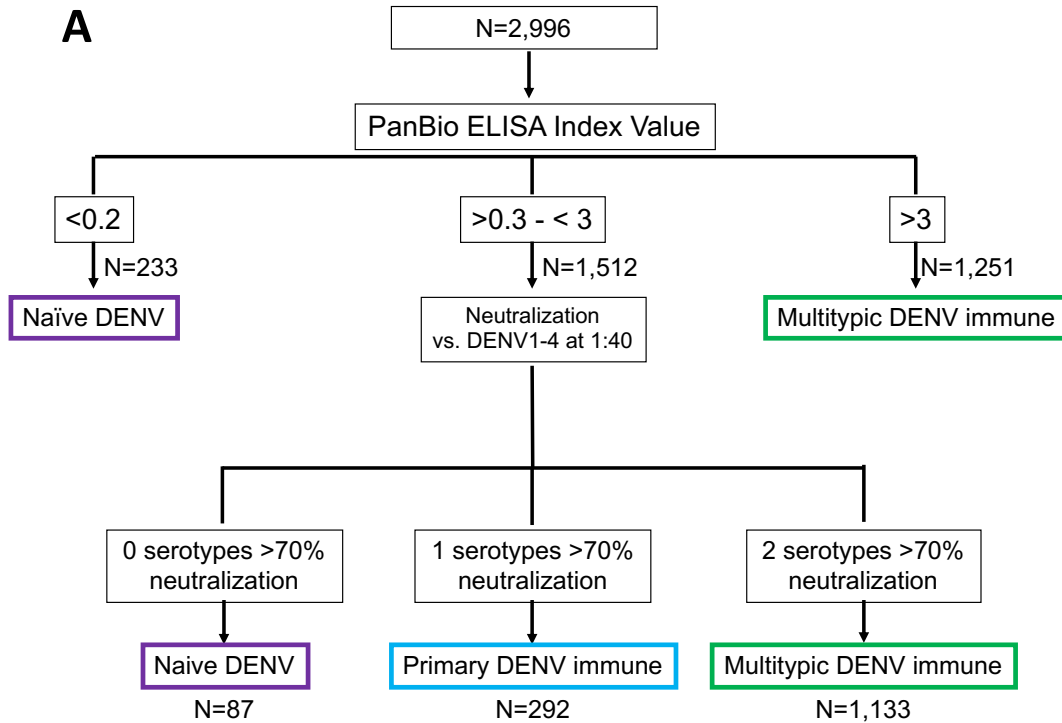 A
N=2,996
PanBio ELISA Index Value
<0.2
>0.3 - < 3
>3
N=233
N=1,512
N=1,251
Naïve DENV
Neutralization
vs. DENV1-4 at 1:40
Multitypic DENV immune
0 serotypes >70%
neutralization
1 serotypes >70%
neutralization
2 serotypes >70%
neutralization
Naive DENV
Primary DENV immune
Multitypic DENV immune
N=87
N=292
N=1,133